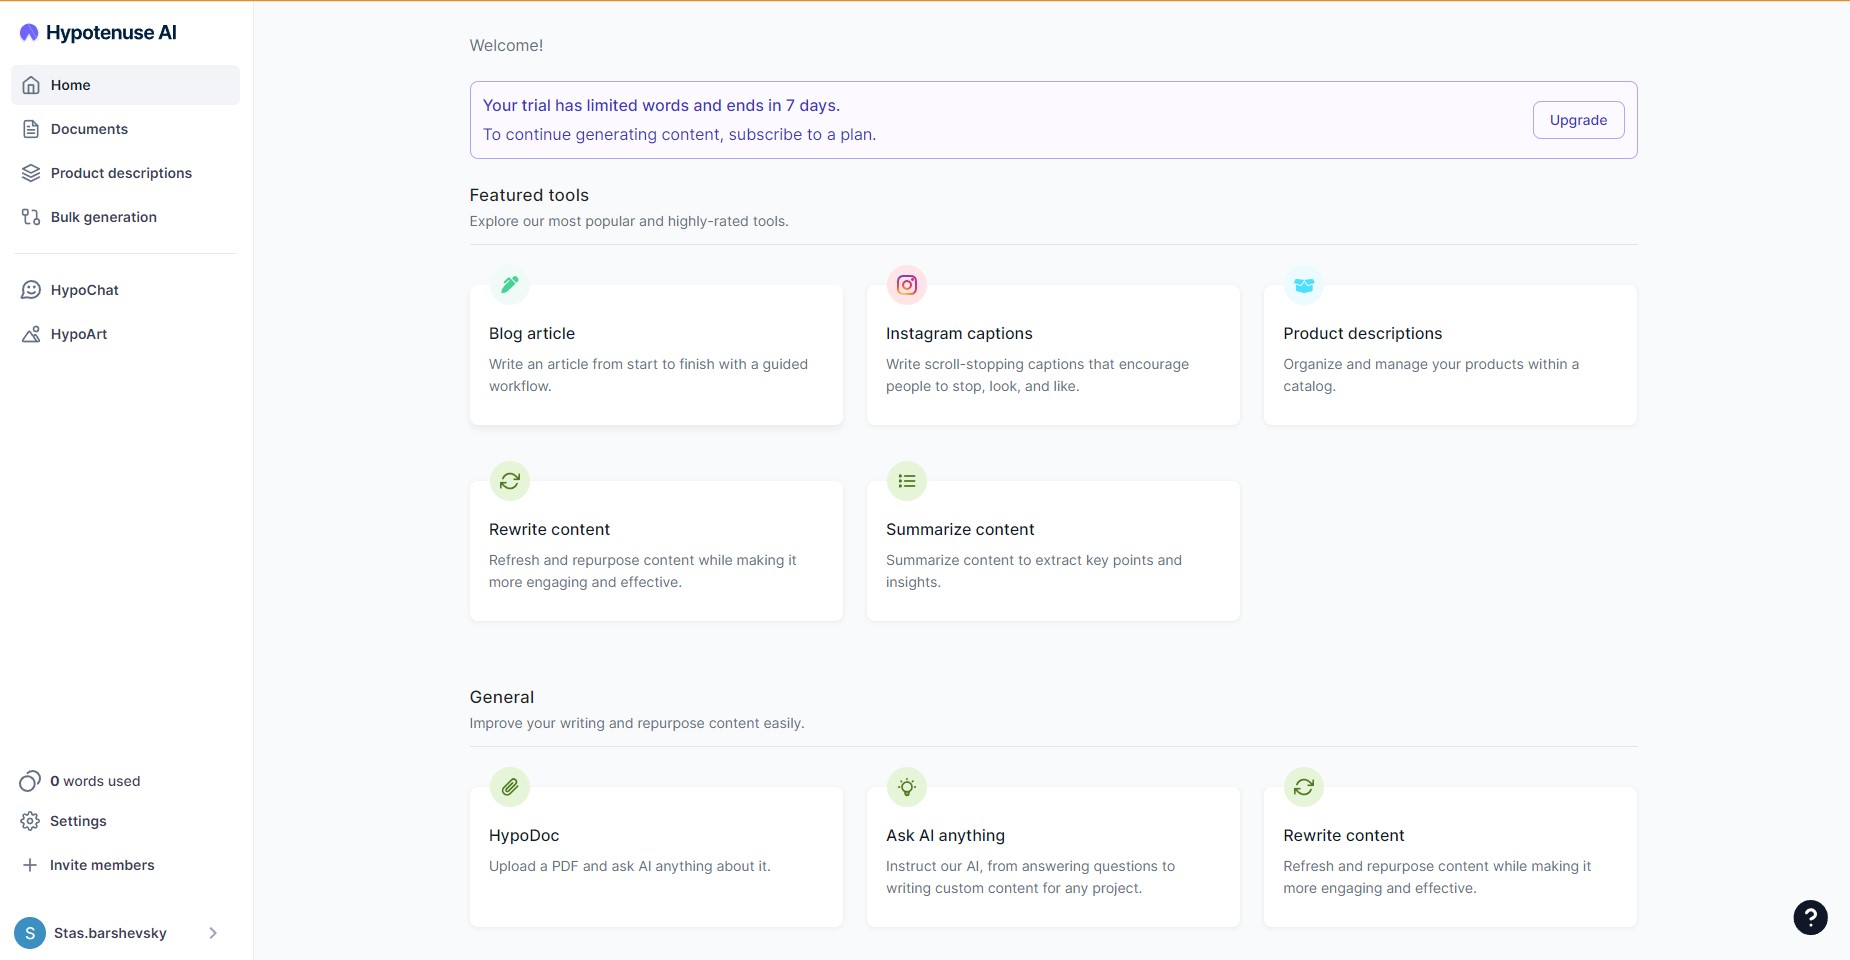 Hypotenuse AI
Home
Documents
Product descriptions
Bulk generation
HypoChat
HypoArt
0 words used
Settings
Invite members
S
Stas.barshevsky
Welcome!
Your trial has limited words and ends in 7 days.
To continue generating content, subscribe to a plan.
Upgrade
Featured tools
Explore our most popular and highly-rated tools.
Blog article
Write an article from start to finish with a guided
workflow.
Instagram captions
Write scroll-stopping captions that encourage
people to stop, look, and like.
Product descriptions
Organize and manage your products within a
catalog.
Rewrite content
Refresh and repurpose content while making it
more engaging and effective.
Summarize content
Summarize content to extract key points and
insights.
General
Improve your writing and repurpose content easily.
HypoDoc
Upload a PDF and ask AI anything about it.
Ask AI anything
Instruct our AI, from answering questions to
writing custom content for any project.
Rewrite content
Refresh and repurpose content while making it
more engaging and effective.
?